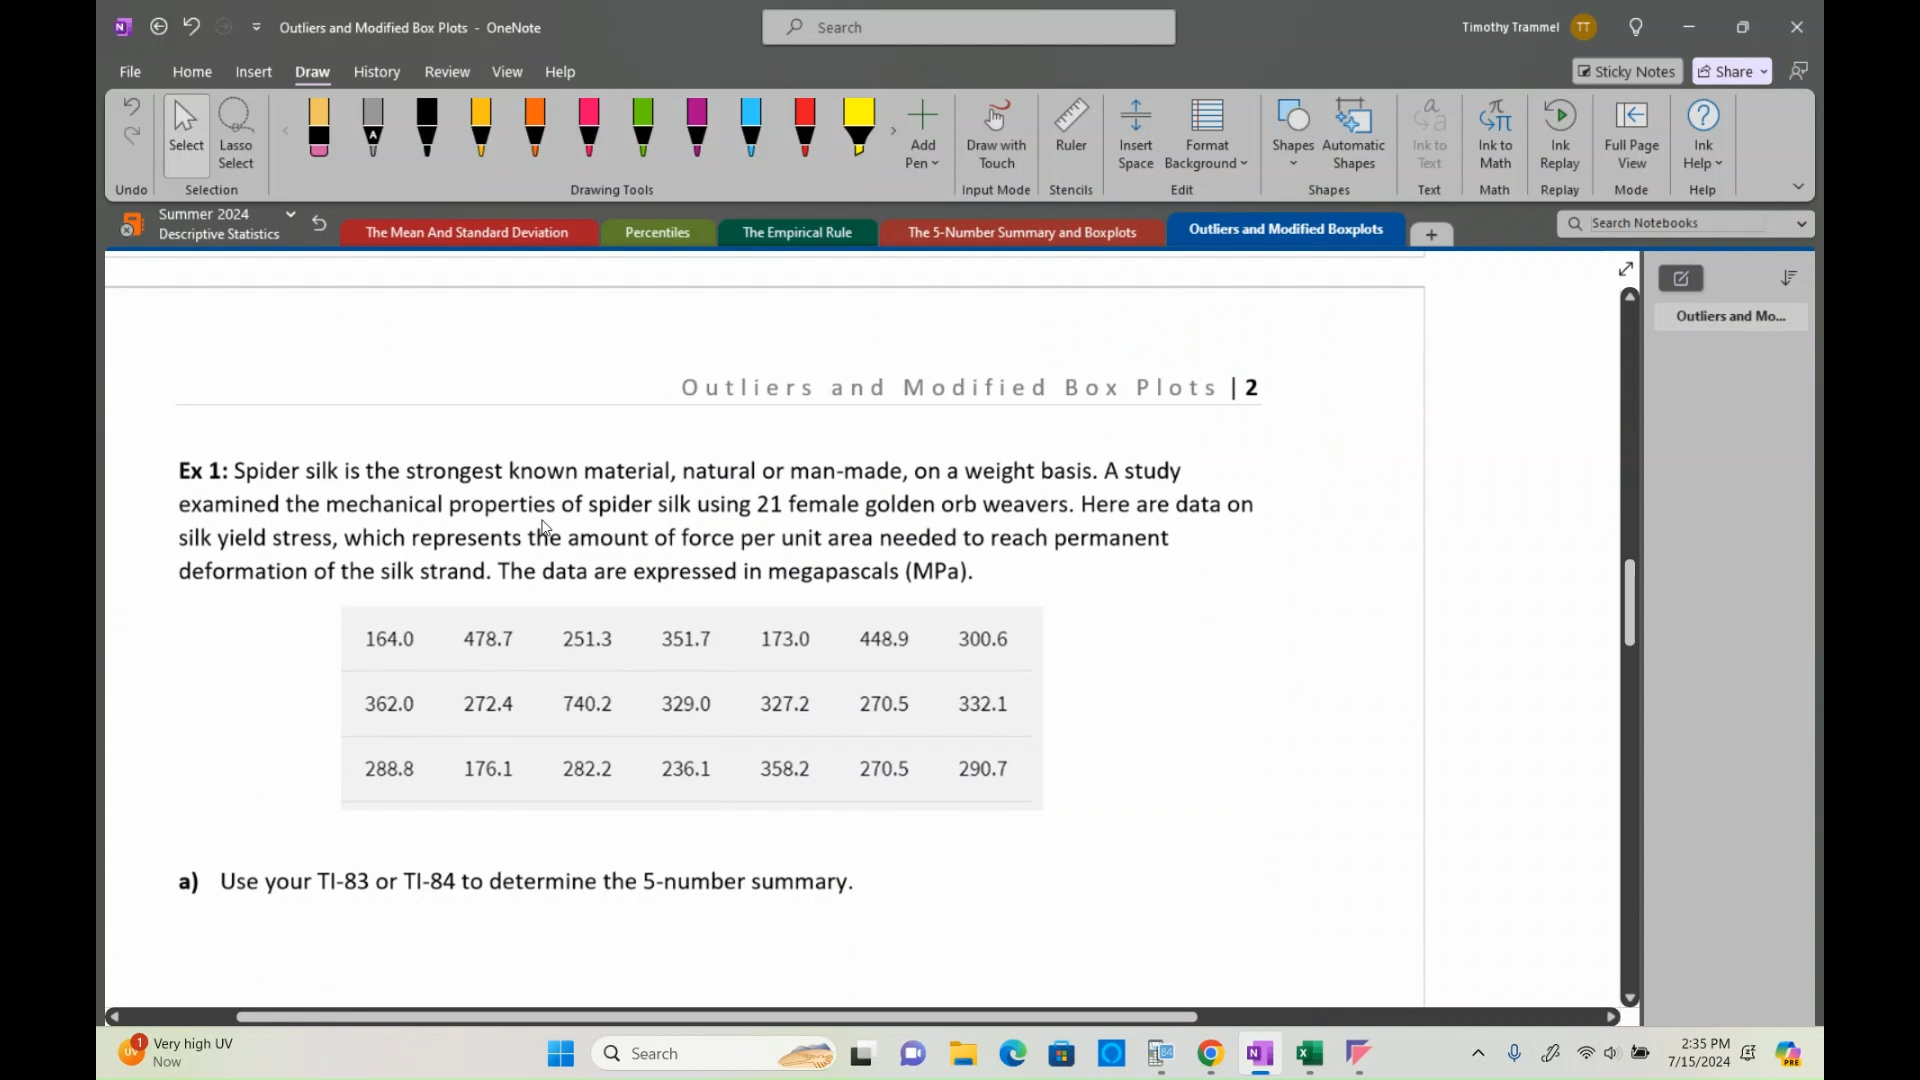 Outliers and Modified Box Plots - OneNote
Search
Timothy Trammel
TT
File Home Insert Draw History Review View Help
Sticky Notes
Share
Undo
Select
Lasso Select
Selection
Drawing Tools
Add Pen
Draw with Touch
Input Mode
Ruler
Stencils
Insert Space
Format Background
Edit
Shapes
Automatic Shapes
Shapes
Ink to Text
Text
Ink to Math
Math
Ink Replay
Replay
Full Page View
Mode
Ink Help
Help
Summer 2024
Descriptive Statistics
The Mean And Standard Deviation
Percentiles
The Empirical Rule
The 5-Number Summary and Boxplots
Outliers and Modified Boxplots
Search Notebooks
Outliers and Mo...
Outliers and Modified Box Plots | 2
Ex 1: Spider silk is the strongest known material, natural or man-made, on a weight basis. A study
examined the mechanical properties of spider silk using 21 female golden orb weavers. Here are data on
silk yield stress, which represents the amount of force per unit area needed to reach permanent
deformation of the silk strand. The data are expressed in megapascals (MPa).
164.0 478.7 251.3 351.7 173.0 448.9 300.6
362.0 272.4 740.2 329.0 327.2 270.5 332.1
288.8 176.1 282.2 236.1 358.2 270.5 290.7
a) Use your TI-83 or TI-84 to determine the 5-number summary.
1
UV
Very high UV
Now
Search
84
2:35 PM
7/15/2024
PRE